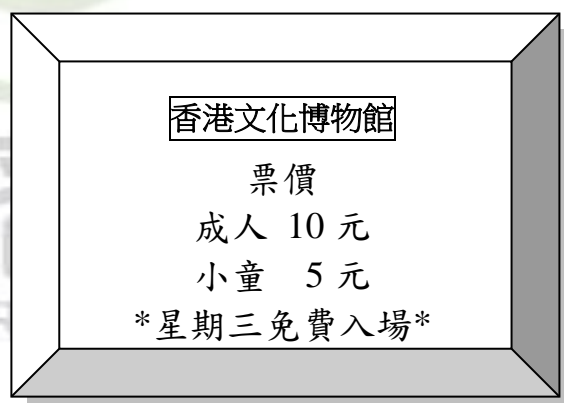 香港文化博物館
票價
成人 10 元
小童 5 元
*星期三免費入場*